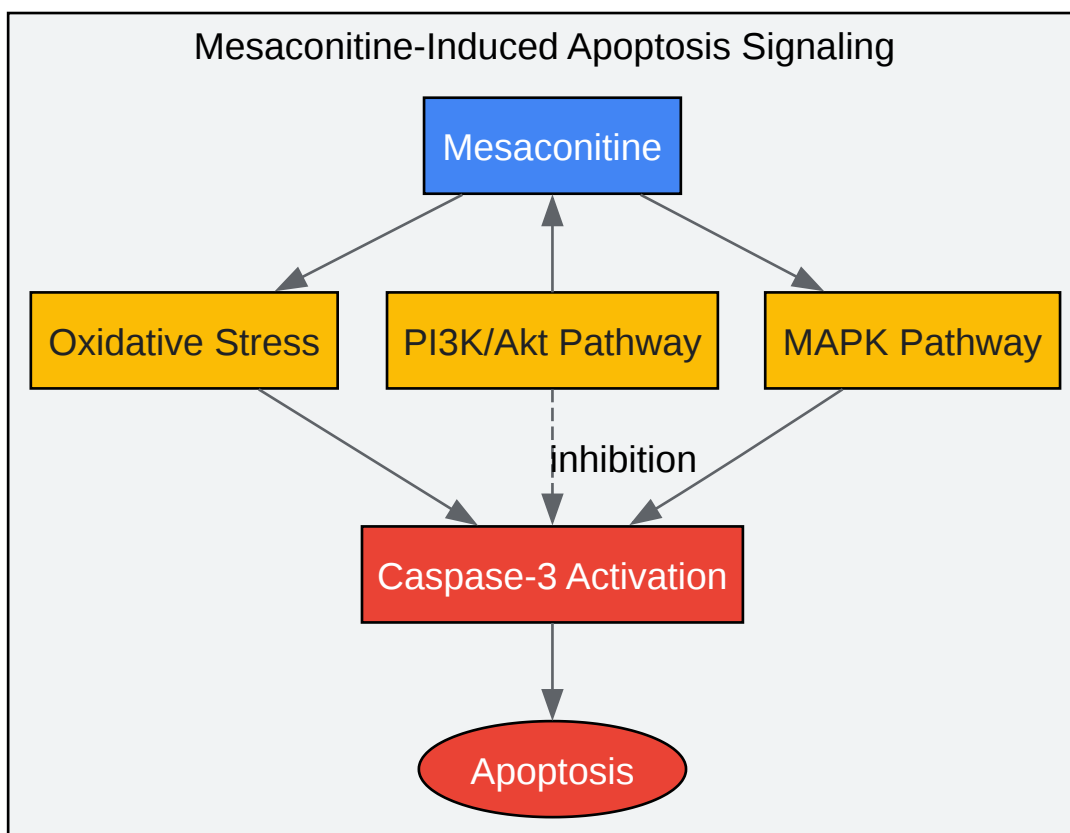 Mesaconitine-Induced Apoptosis Signaling
Mesaconitine
Oxidative Stress
PI3K/Akt Pathway
MAPK Pathway
inhibition
Caspase-3 Activation
Apoptosis